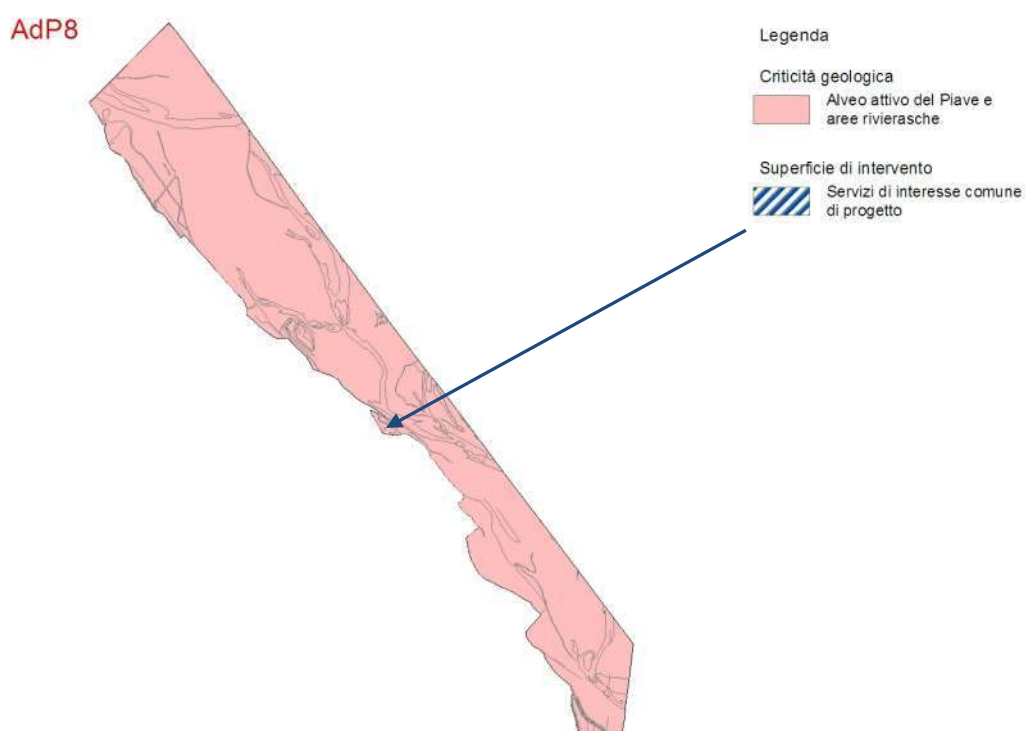 AdP8
Legenda
Criticità geologica
Alveo attivo del Piave e
aree rivierasche
Superficie di intervento
Servizi di interesse comune
di progetto